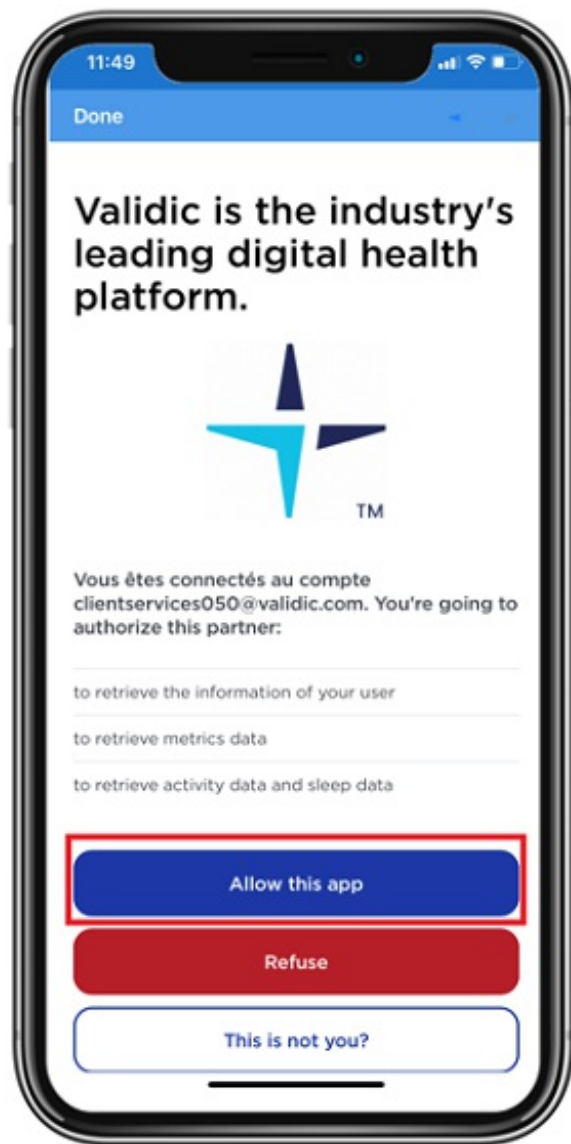 11:49
Done
Validic is the industry's
leading digital health
platform.
TM
Vous êtes connectés au compte
clientservices050@validic.com. You're going to
authorize this partner:
to retrieve the information of your user
to retrieve metrics data
to retrieve activity data and sleep data
Allow this app
Refuse
This is not you?